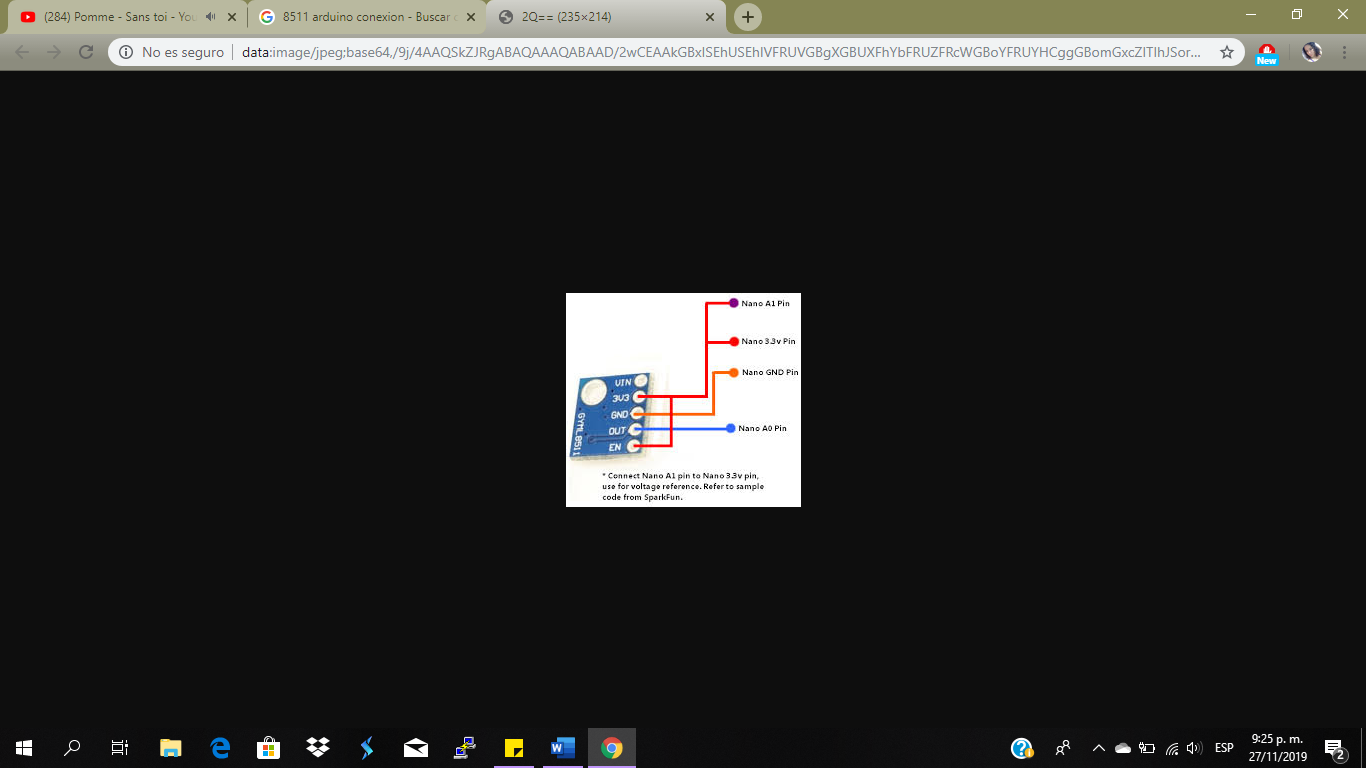 (284) Pomme - Sans toi - You
8511 arduino conexion - Buscar c
2Q== (235×214)
No es seguro
data:image/jpeg;base64,/9j/4AAQSkZJRgABAQAAAQABAAD/2wCEAAkGBxISEhUSEhIVFRUVGBgXGBUXFhYbFRUZFRcWGBoYFRUYHCggGBomGxcZITIhJSor...
New
Nano A1 Pin
Nano 3.3v Pin
Nano GND Pin
VIN
3V3
GND
OUT
Nano A0 Pin
EN
GYML8511
* Connect Nano A1 pin to Nano 3.3v pin,
use for voltage reference. Refer to sample
code from SparkFun.
ESP
9:25 p. m.
27/11/2019
2